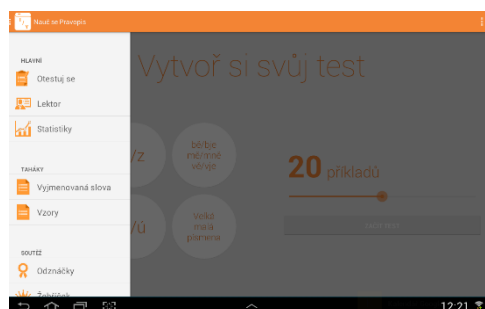 Nauč se Pravopis
HLAVNÍ
Otestuj se
Lektor
Statistiky
TAHÁKY
Vyjmenovaná slova
Vzory
SOUTĚŽ
Odznáčky
Žebříček
Vytvoř si svůj test
/z
bě/bje
mě/mně
vě/vje
/ú
Velká
malá
písmena
20 příkladů
12:21